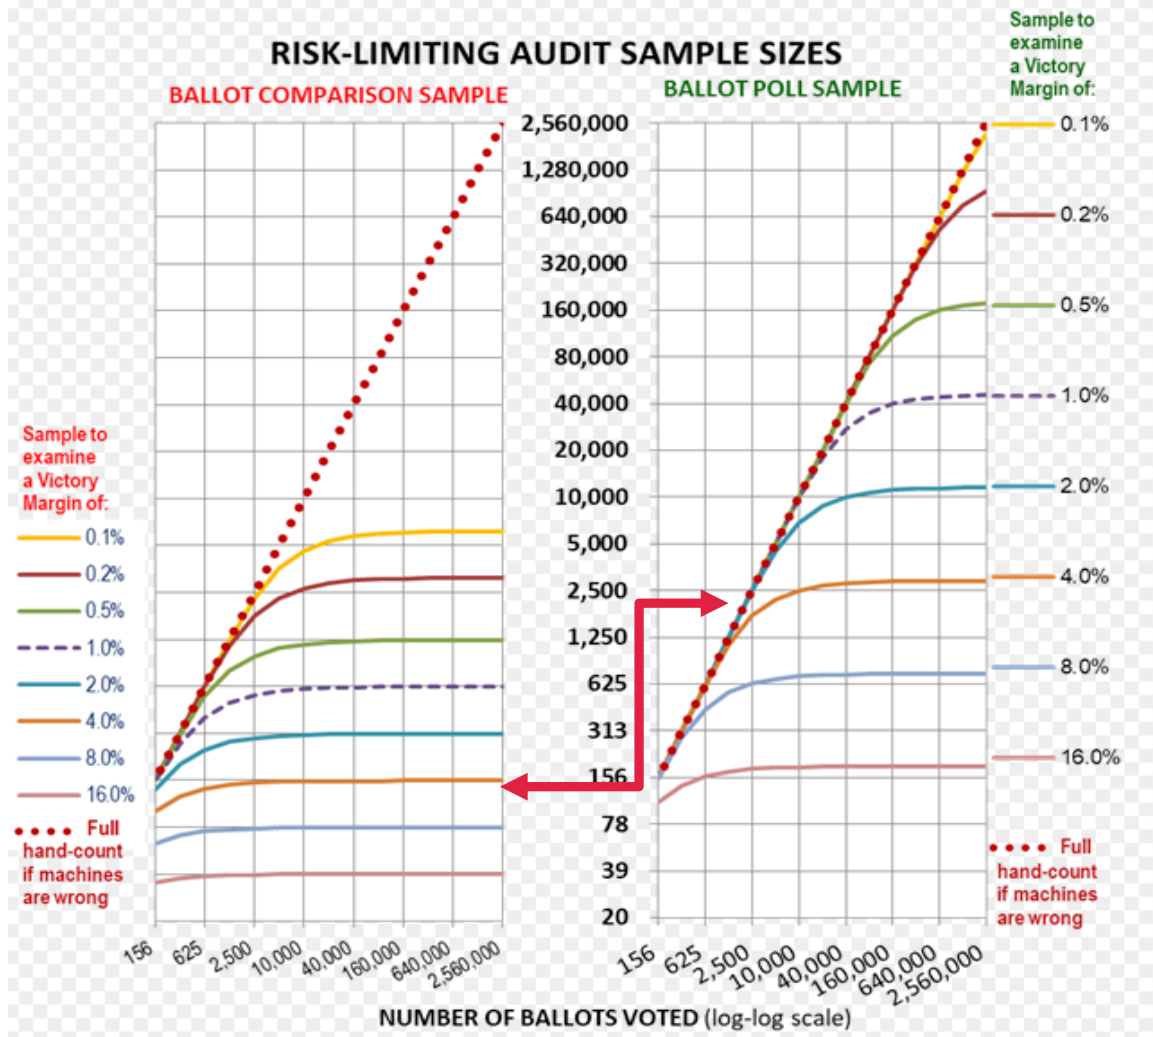 RISK-LIMITING AUDIT SAMPLE SIZES
BALLOT COMPARISON SAMPLE
BALLOT POLL SAMPLE
Sample to
examine
a Victory
Margin of:
0.1%
0.2%
0.5%
1.0%
2.0%
4.0%
8.0%
16.0%
Full
hand-count
if machines
are wrong
2,560,000
1,280,000
640,000
320,000
160,000
80,000
40,000
20,000
10,000
5,000
2,500
1,250
625
313
156
78
39
20
Sample to
examine
a Victory
Margin of:
0.1%
0.2%
0.5%
1.0%
2.0%
4.0%
8.0%
16.0%
Full
hand-count
if machines
are wrong
156
625
2,500
10,000
40,000
160,000
640,000
2,560,000
156
625
2,500
10,000
40,000
160,000
640,000
2,560,000
NUMBER OF BALLOTS VOTED (log-log scale)